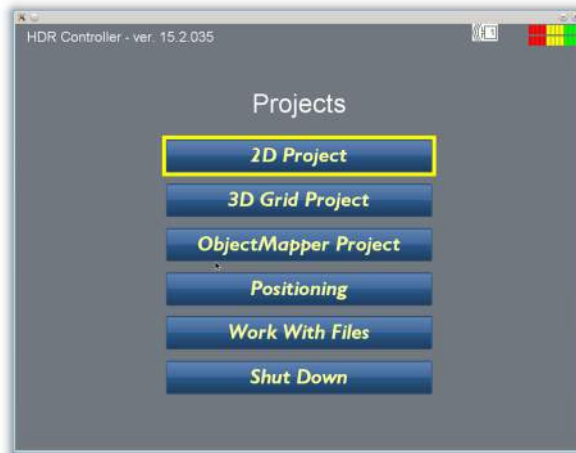 HDR Controller - ver. 15.2.035
Projects
2D Project
3D Grid Project
ObjectMapper Project
Positioning
Work With Files
Shut Down